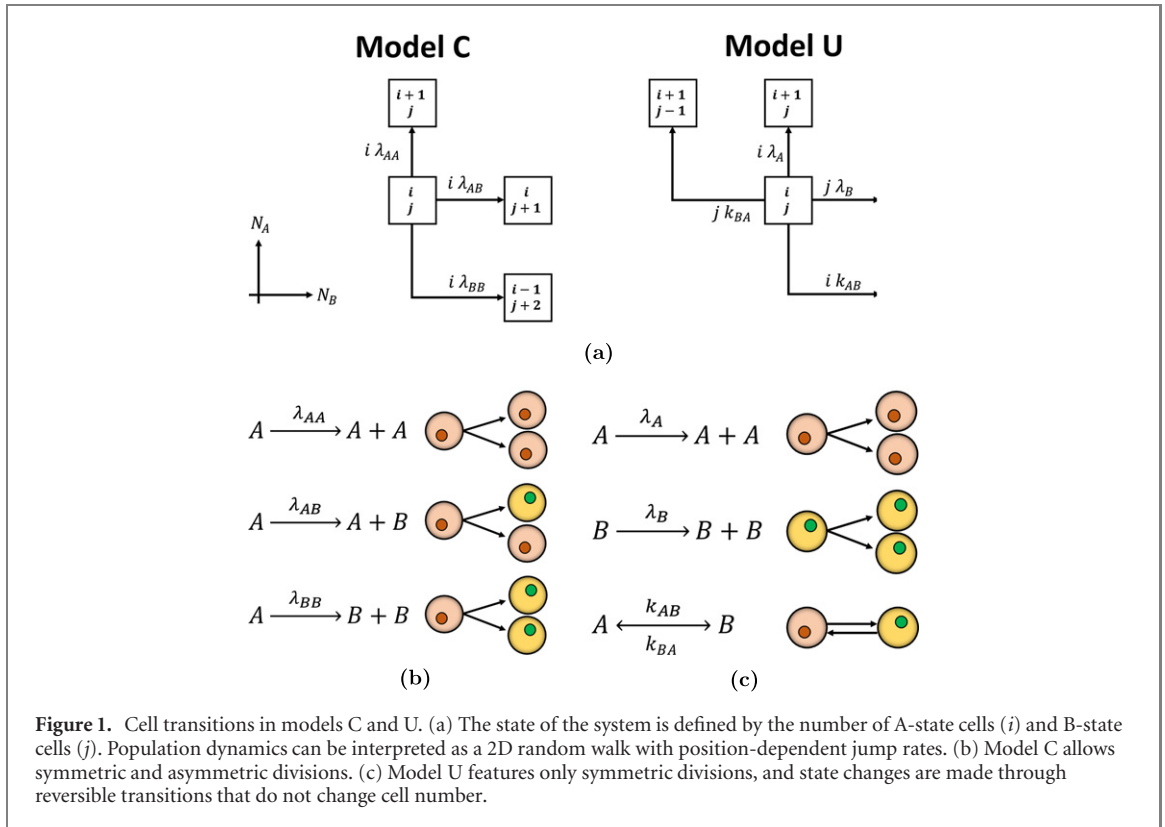 Model C
Model U
i + 1
j
i λ_AA
i
j
i λ_AB
i
j + 1
i λ_BB
i − 1
j + 2
N_A
N_B
i + 1
j − 1
i + 1
j
i λ_A
i
j
j λ_B
j k_BA
i k_AB
(a)
A λ_AA → A + A
A λ_AB → A + B
A λ_BB → B + B
(b)
A λ_A → A + A
B λ_B → B + B
A k_AB ↔ k_BA B
(c)
Figure 1. Cell transitions in models C and U. (a) The state of the system is defined by the number of A-state cells (i) and B-state
cells (j). Population dynamics can be interpreted as a 2D random walk with position-dependent jump rates. (b) Model C allows
symmetric and asymmetric divisions. (c) Model U features only symmetric divisions, and state changes are made through
reversible transitions that do not change cell number.